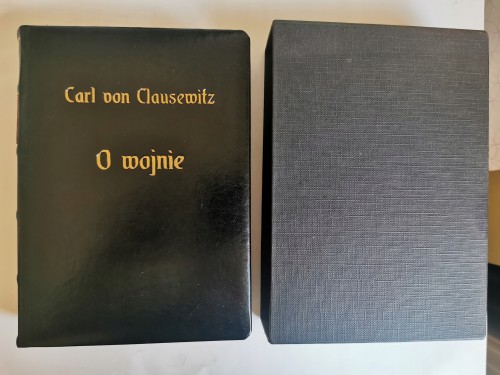 Carl von Clausewitz
O wojnie